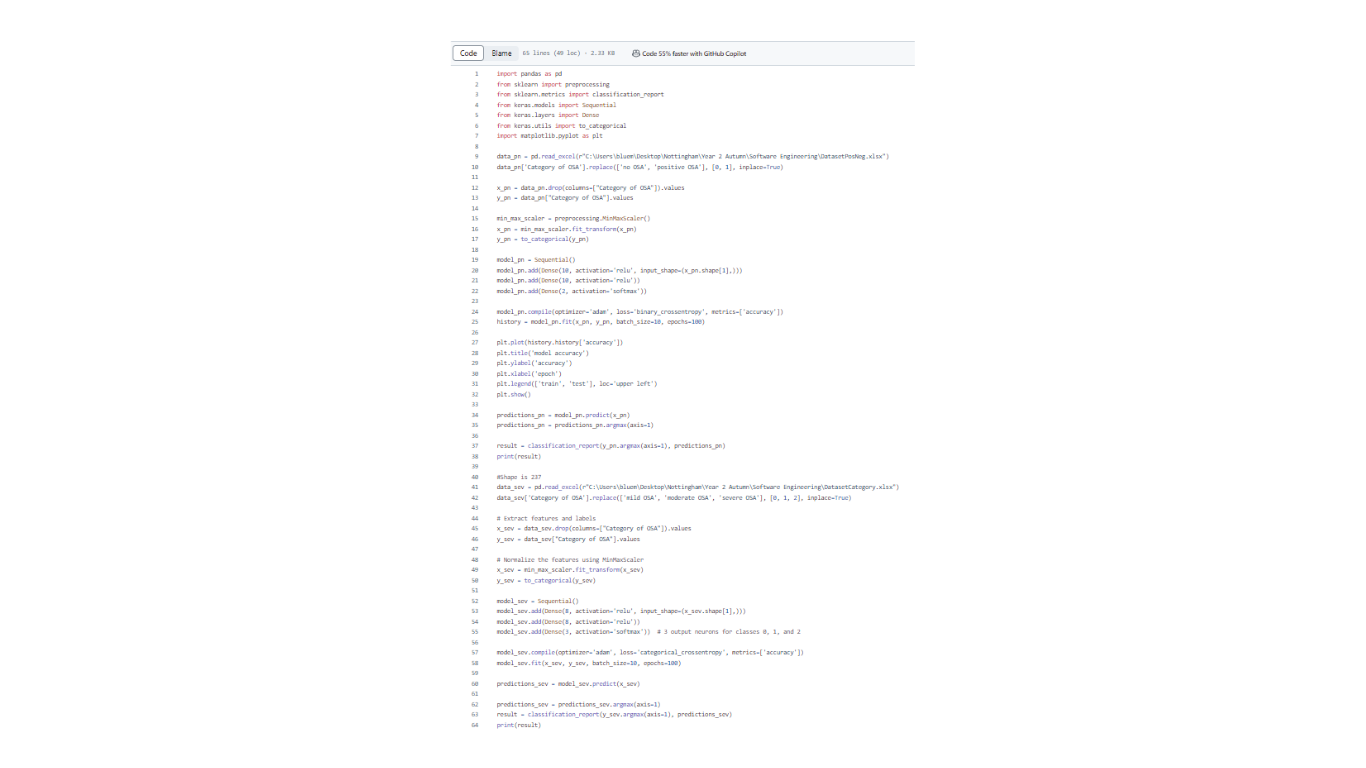 Code Blame 65 lines (49 loc) · 2.33 KB Code 55% faster with GitHub Copilot
1 import pandas as pd
2 from sklearn import preprocessing
3 from sklearn.metrics import classification_report
4 from keras.models import Sequential
5 from keras.layers import Dense
6 from keras.utils import to_categorical
7 import matplotlib.pyplot as plt
8
9 data_pn = pd.read_excel(r"C:\Users\bluem\Desktop\Nottingham\Year 2 Autumn\Software Engineering\DatasetPosNeg.xlsx")
10 data_pn['Category of OSA'].replace(['no OSA', 'positive OSA'], [0, 1], inplace=True)
11
12 x_pn = data_pn.drop(columns=["Category of OSA"]).values
13 y_pn = data_pn["Category of OSA"].values
14
15 min_max_scaler = preprocessing.MinMaxScaler()
16 x_pn = min_max_scaler.fit_transform(x_pn)
17 y_pn = to_categorical(y_pn)
18
19 model_pn = Sequential()
20 model_pn.add(Dense(10, activation='relu', input_shape=(x_pn.shape[1],)))
21 model_pn.add(Dense(10, activation='relu'))
22 model_pn.add(Dense(2, activation='softmax'))
23
24 model_pn.compile(optimizer='adam', loss='binary_crossentropy', metrics=['accuracy'])
25 history = model_pn.fit(x_pn, y_pn, batch_size=10, epochs=100)
26
27 plt.plot(history.history['accuracy'])
28 plt.title('model accuracy')
29 plt.ylabel('accuracy')
30 plt.xlabel('epoch')
31 plt.legend(['train', 'test'], loc='upper left')
32 plt.show()
33
34 predictions_pn = model_pn.predict(x_pn)
35 predictions_pn = predictions_pn.argmax(axis=1)
36
37 result = classification_report(y_pn.argmax(axis=1), predictions_pn)
38 print(result)
39
40 #Shape is 237
41 data_sev = pd.read_excel(r"C:\Users\bluem\Desktop\Nottingham\Year 2 Autumn\Software Engineering\DatasetCategory.xlsx")
42 data_sev['Category of OSA'].replace(['mild OSA', 'moderate OSA', 'severe OSA'], [0, 1, 2], inplace=True)
43
44 # Extract features and labels
45 x_sev = data_sev.drop(columns=["Category of OSA"]).values
46 y_sev = data_sev["Category of OSA"].values
47
48 # Normalize the features using MinMaxScaler
49 x_sev = min_max_scaler.fit_transform(x_sev)
50 y_sev = to_categorical(y_sev)
51
52 model_sev = Sequential()
53 model_sev.add(Dense(8, activation='relu', input_shape=(x_sev.shape[1],)))
54 model_sev.add(Dense(8, activation='relu'))
55 model_sev.add(Dense(3, activation='softmax')) # 3 output neurons for classes 0, 1, and 2
56
57 model_sev.compile(optimizer='adam', loss='categorical_crossentropy', metrics=['accuracy'])
58 model_sev.fit(x_sev, y_sev, batch_size=10, epochs=100)
59
60 predictions_sev = model_sev.predict(x_sev)
61
62 predictions_sev = predictions_sev.argmax(axis=1)
63 result = classification_report(y_sev.argmax(axis=1), predictions_sev)
64 print(result)